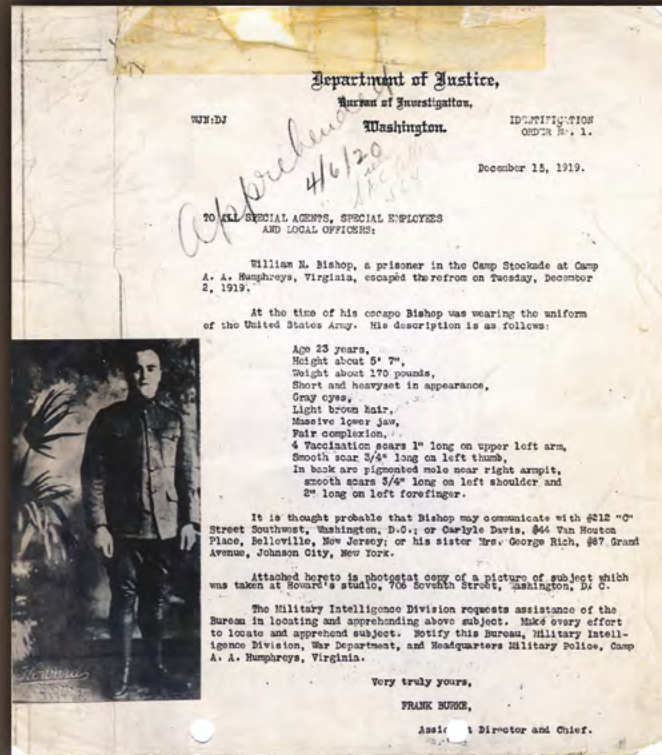 Department of Justice,
Bureau of Investigation,
Washington.
WJN:DJ
IDENTIFICATION
ORDER No. 1.
Apprehended
4/6/20
December 15, 1919.
TO ALL SPECIAL AGENTS, SPECIAL EMPLOYEES
AND LOCAL OFFICERS:
William N. Bishop, a prisoner in the Camp Stockade at Camp
A. A. Humphreys, Virginia, escaped therefrom on Tuesday, December
2, 1919.
At the time of his escape Bishop was wearing the uniform
of the United States Army. His description is as follows:
Age 23 years,
Height about 5' 7",
Weight about 170 pounds,
Short and heavyset in appearance,
Gray eyes,
Light brown hair,
Massive lower jaw,
Fair complexion,
4 Vaccination scars 1" long on upper left arm,
Smooth scar 3/4" long on left thumb,
In back are pigmented mole near right armpit,
smooth scars 3/4" long on left shoulder and
2" long on left forefinger.
It is thought probable that Bishop may communicate with #212 "C"
Street Southwest, Washington, D.C.; or Carlyle Davis, #44 Van Houton
Place, Belleville, New Jersey; or his sister Mrs. George Rich, #87 Grand
Avenue, Johnson City, New York.
Attached hereto is photostat copy of a picture of subject which
was taken at Howard's studio, 706 Seventh Street, Washington, D. C.
The Military Intelligence Division requests assistance of the
Bureau in locating and apprehending above subject. Make every effort
to locate and apprehend subject. Notify this Bureau, Military Intell-
igence Division, War Department, and Headquarters Military Police, Camp
A. A. Humphreys, Virginia.
Very truly yours,
FRANK BURKE,
Director and Chief.
Howard's